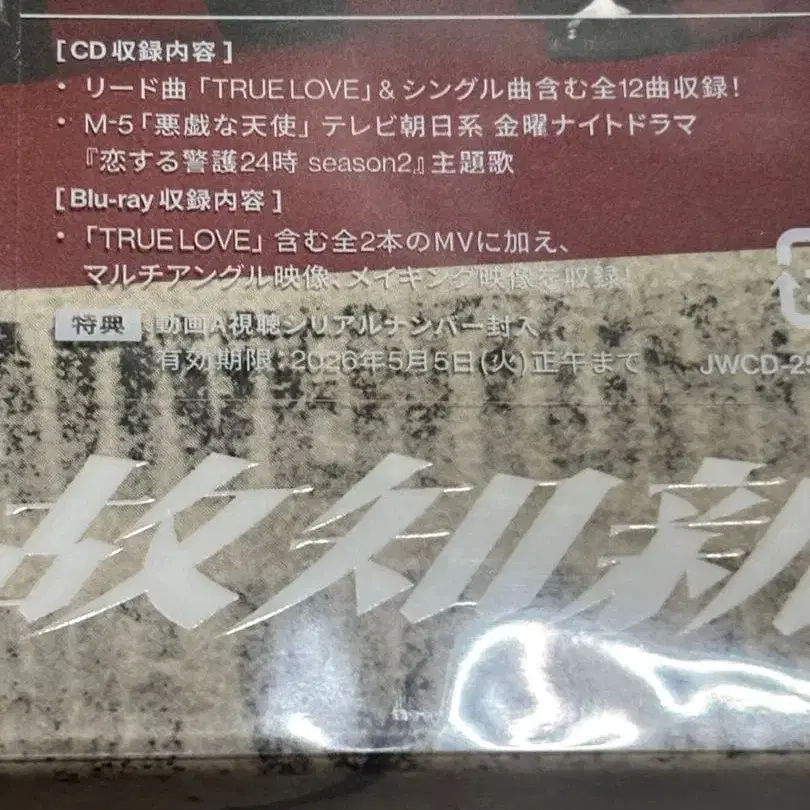 [CD収録内容]
・ リード曲「TRUE LOVE」&シングル曲含む全12曲収録!
・ M-5「悪戯な天使」テレビ朝日系 金曜ナイトドラマ
『恋する警護24時 season2』主題歌
[Blu-ray収録内容]
・ 「TRUE LOVE」含む全2本のMVに加え、
マルチアングル映像、メイキング映像を収録!
特典 動画A視聴シリアルナンバー封入
有効期限:2026年5月5日(火)正午まで JWCD-25
故知新